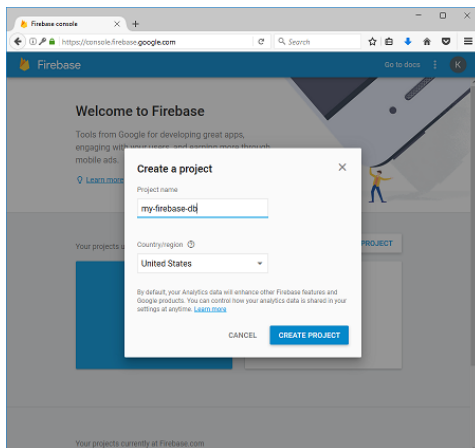 Firebase console
https://console.firebase.google.com
Search
Firebase
Go to docs
K
Welcome to Firebase
Tools from Google for developing great apps,
engaging with your users, and earning more through
mobile ads.
Learn more
Create a project
Project name
my-firebase-db
Your projects u
PROJECT
Country/region
United States
By default, your Analytics data will enhance other Firebase features and
Google products. You can control how your analytics data is shared in your
settings at anytime. Learn more
CANCEL
CREATE PROJECT
Your projects currently at Firebase.com